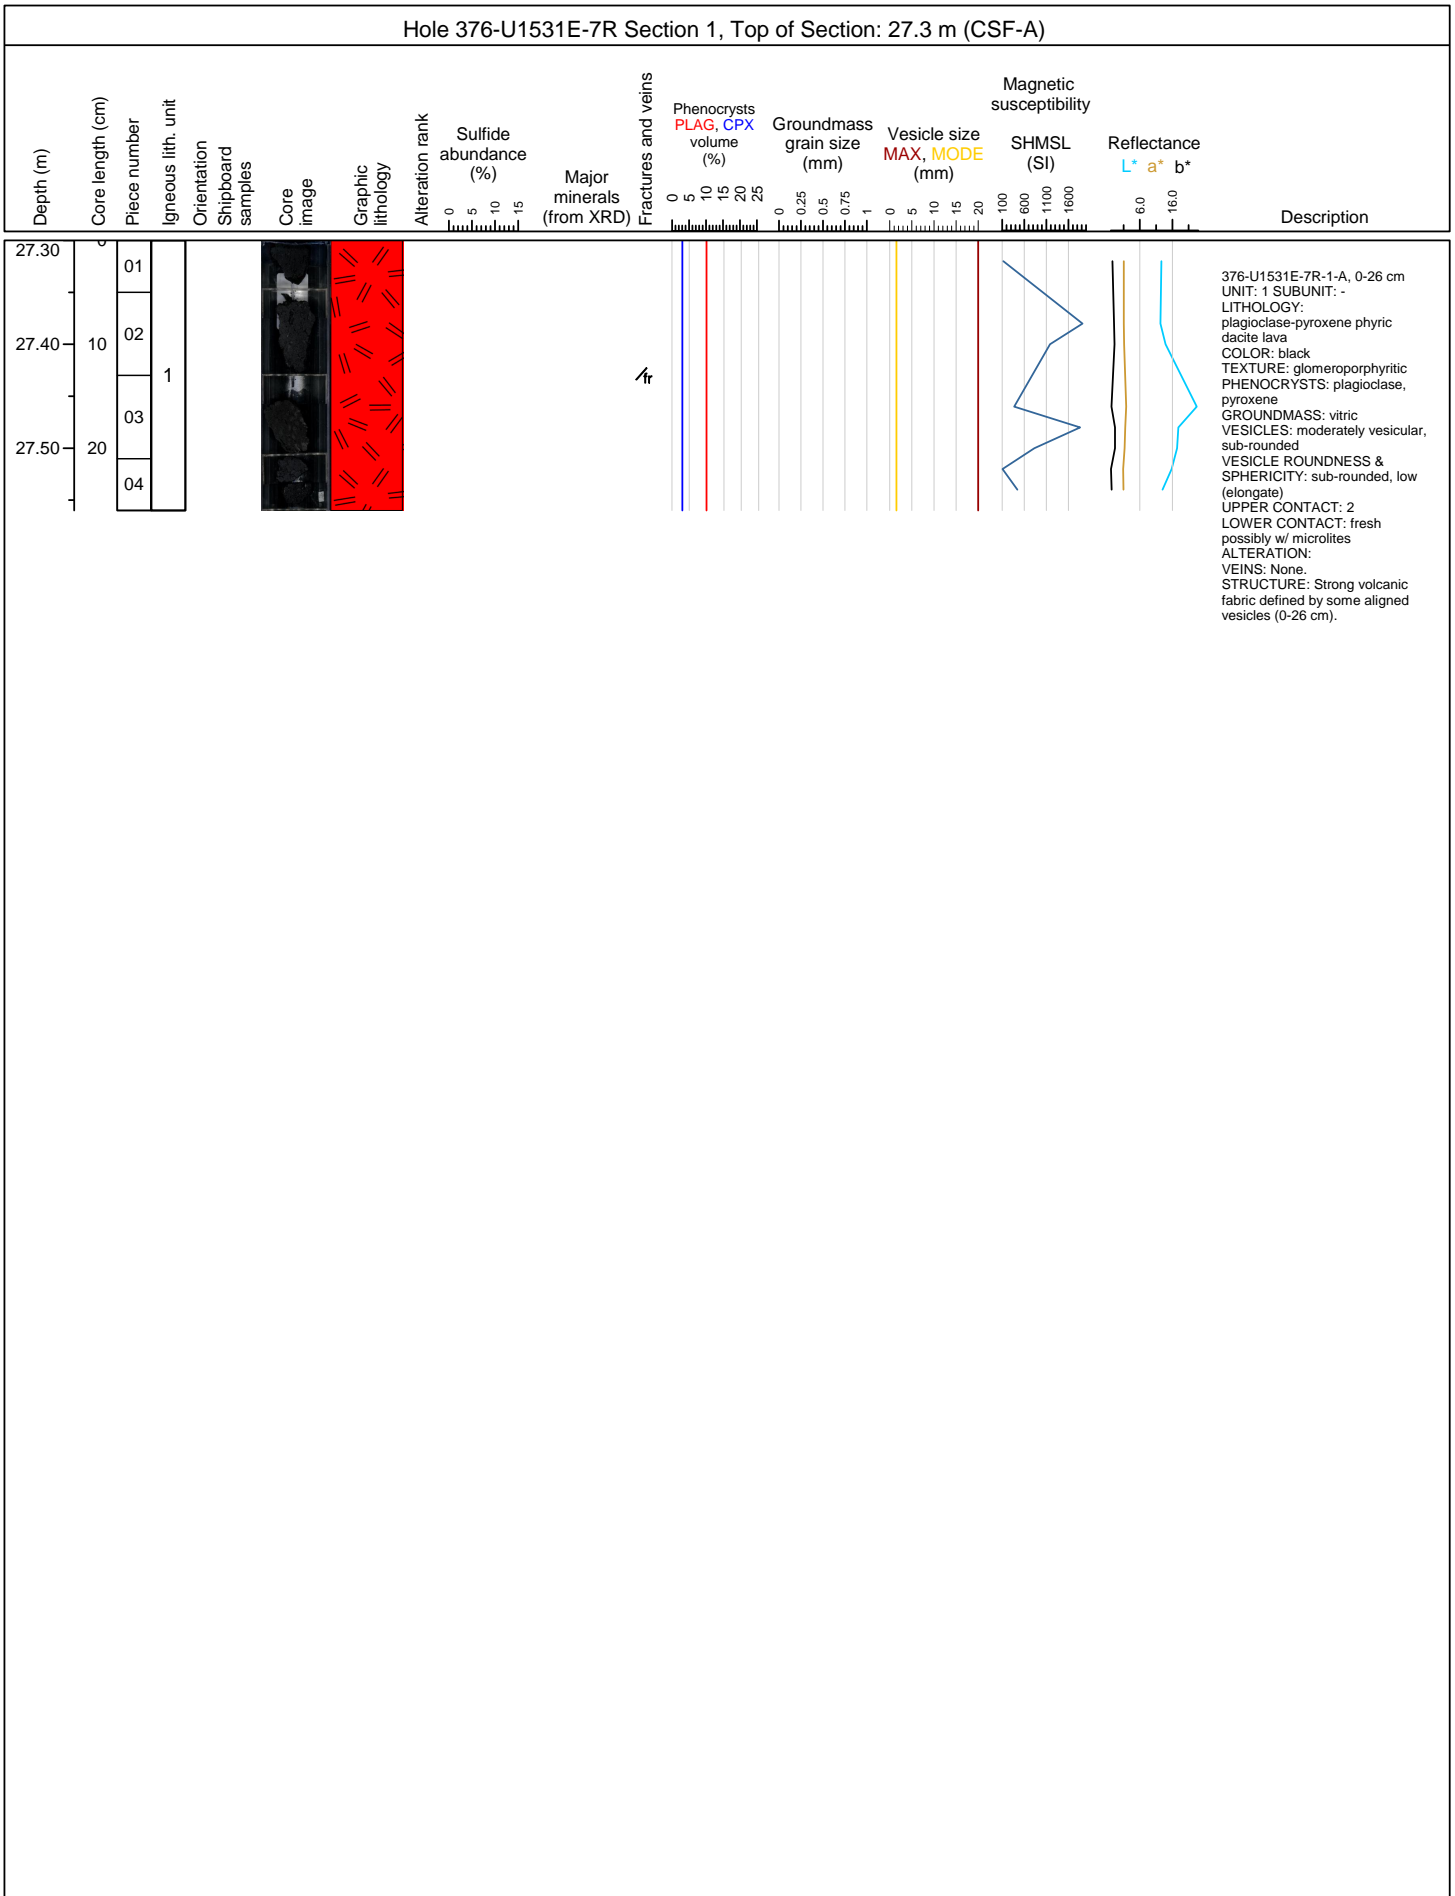 Hole 376-U1531E-7R Section 1, Top of Section: 27.3 m (CSF-A)
Depth (m)
Core length (cm)
Piece number
Igneous lith. unit
Orientation
Shipboard
samples
Core
image
Graphic
lithology
Alteration rank
Sulfide
abundance
(%)
0 5 10 15
Major
minerals
(from XRD)
Fractures and veins
Phenocrysts
PLAG, CPX
volume
(%)
0 5 10 15 20 25
Groundmass
grain size
(mm)
0 0.25 0.5 0.75 1
Vesicle size
MAX, MODE
(mm)
0 5 10 15 20
Magnetic
susceptibility
SHMSL
(SI)
100 600 1100 1600
Reflectance
L* a* b*
6.0 16.0
Description
27.30
27.40
27.50
0
10
20
01
02
03
04
1
fr
376-U1531E-7R-1-A, 0-26 cm
UNIT: 1 SUBUNIT: -
LITHOLOGY:
plagioclase-pyroxene phyric
dacite lava
COLOR: black
TEXTURE: glomeroporphyritic
PHENOCRYSTS: plagioclase,
pyroxene
GROUNDMASS: vitric
VESICLES: moderately vesicular,
sub-rounded
VESICLE ROUNDNESS &
SPHERICITY: sub-rounded, low
(elongate)
UPPER CONTACT: 2
LOWER CONTACT: fresh
possibly w/ microlites
ALTERATION:
VEINS: None.
STRUCTURE: Strong volcanic
fabric defined by some aligned
vesicles (0-26 cm).